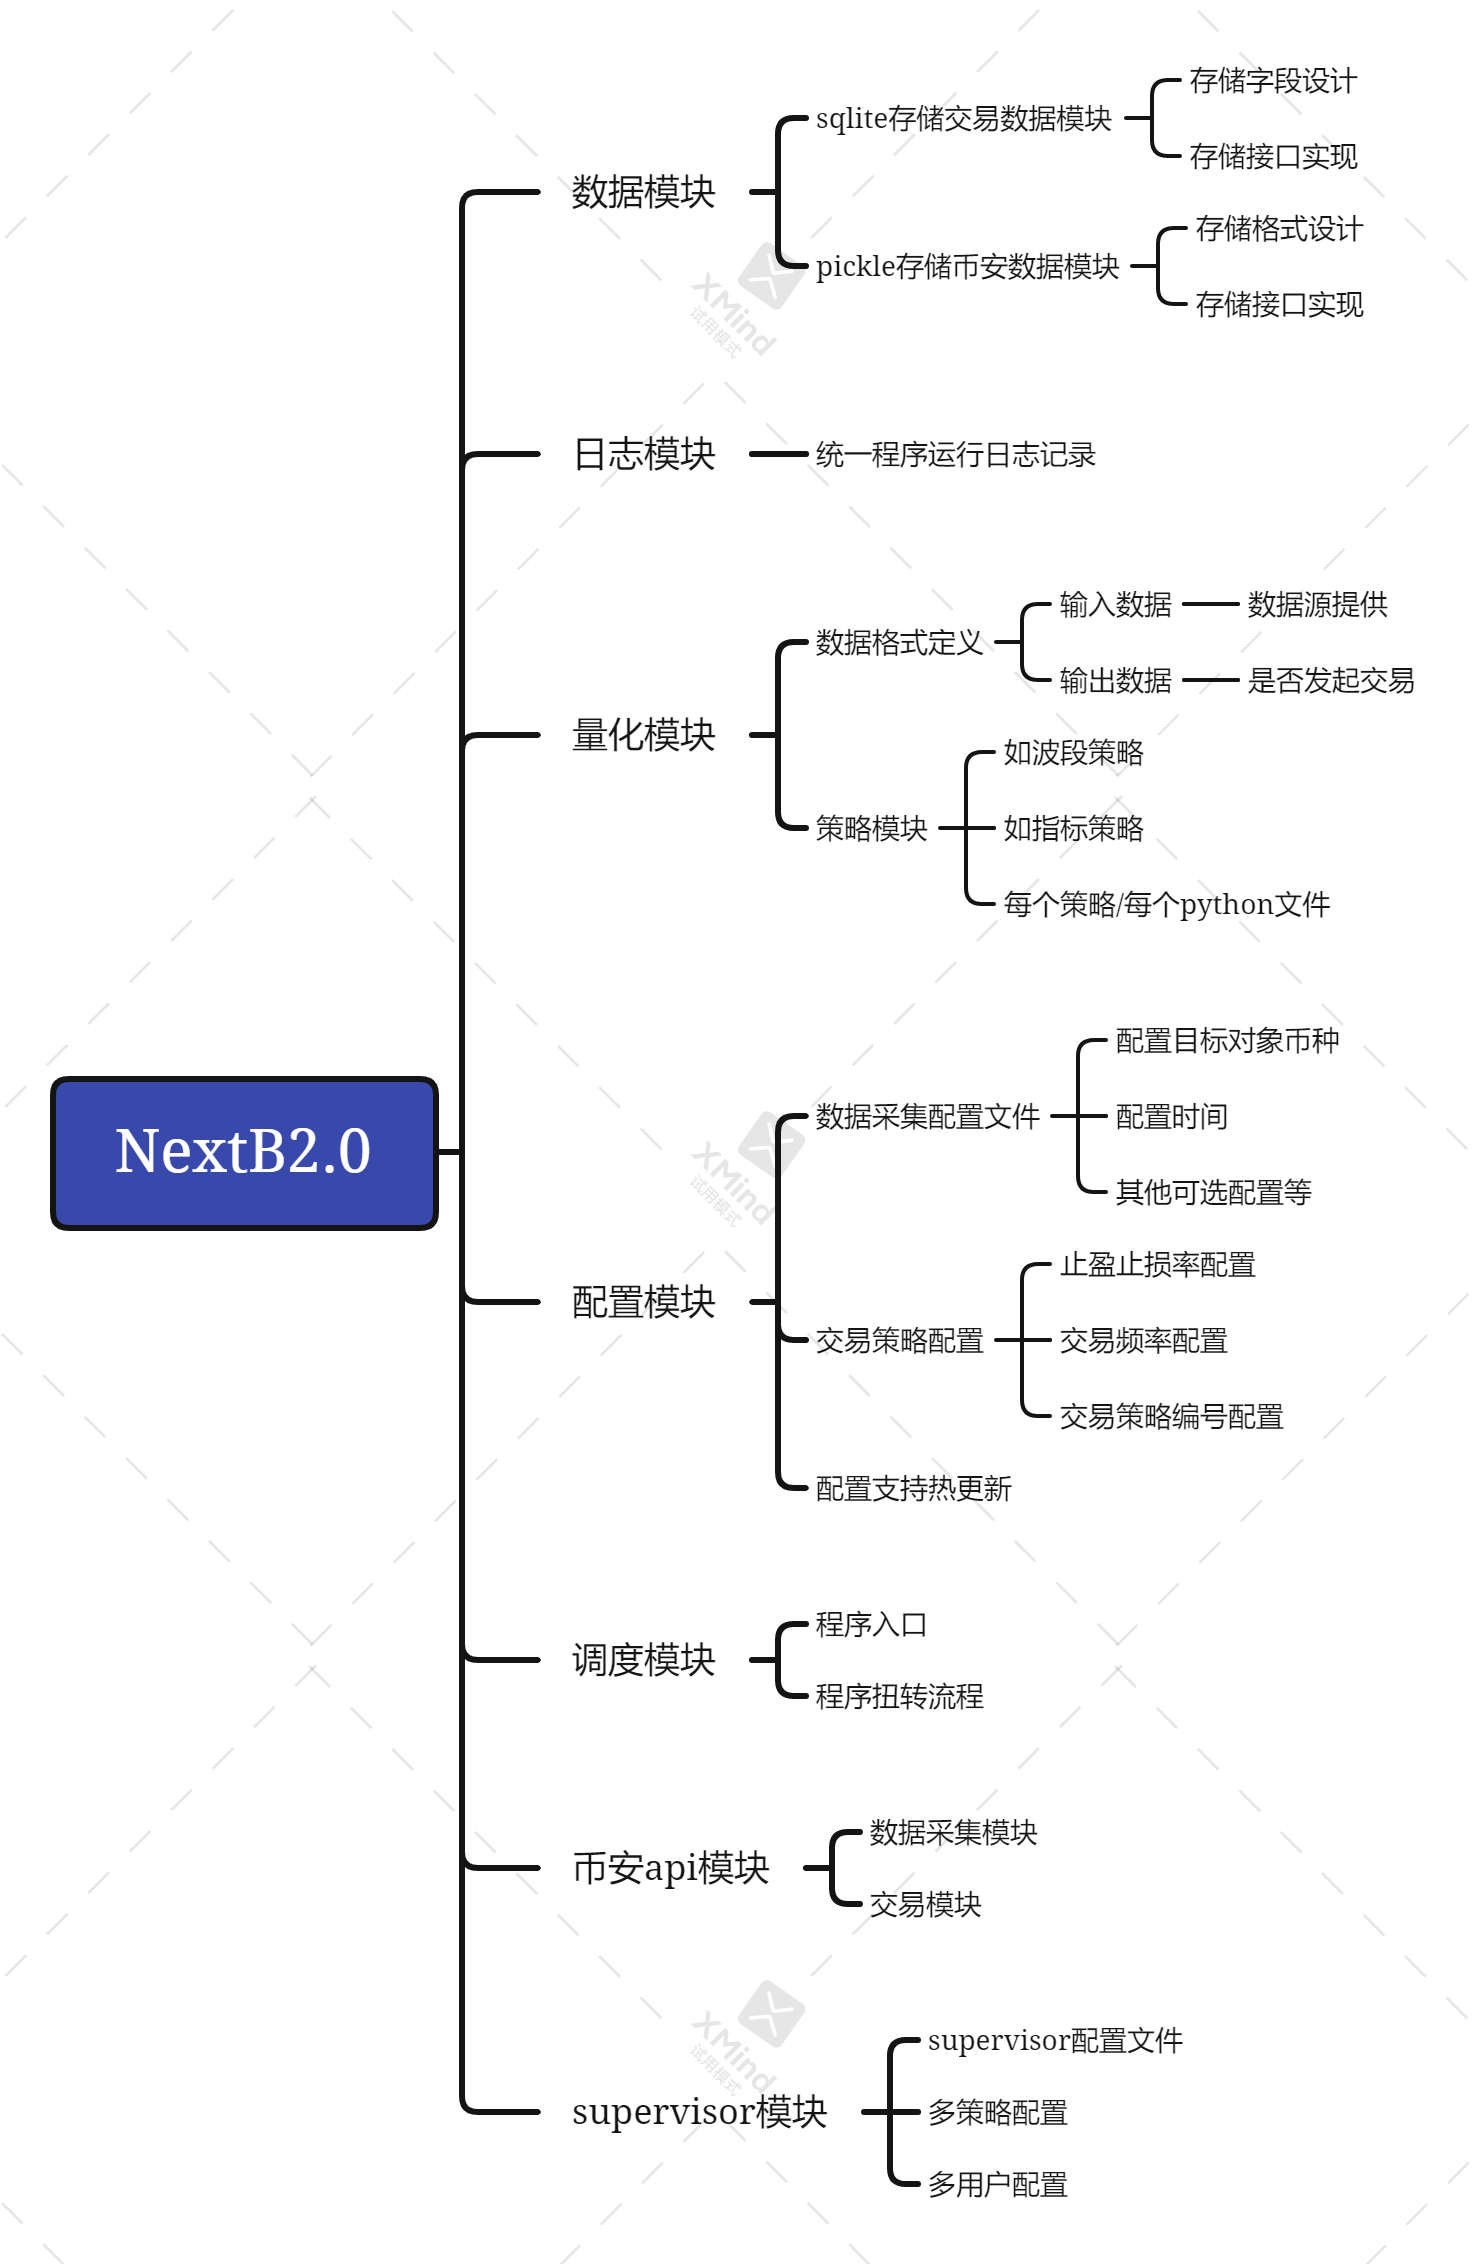 NextB2.0
数据模块
sqlite存储交易数据模块
存储字段设计
存储接口实现
pickle存储币安数据模块
存储格式设计
存储接口实现
日志模块
统一程序运行日志记录
量化模块
数据格式定义
输入数据
数据源提供
输出数据
是否发起交易
策略模块
如波段策略
如指标策略
每个策略/每个python文件
配置模块
数据采集配置文件
配置目标对象币种
配置时间
其他可选配置等
交易策略配置
止盈止损率配置
交易频率配置
交易策略编号配置
配置支持热更新
调度模块
程序入口
程序扭转流程
币安api模块
数据采集模块
交易模块
supervisor模块
supervisor配置文件
多策略配置
多用户配置
XMind
试用模式
XMind
试用模式
XMind
试用模式